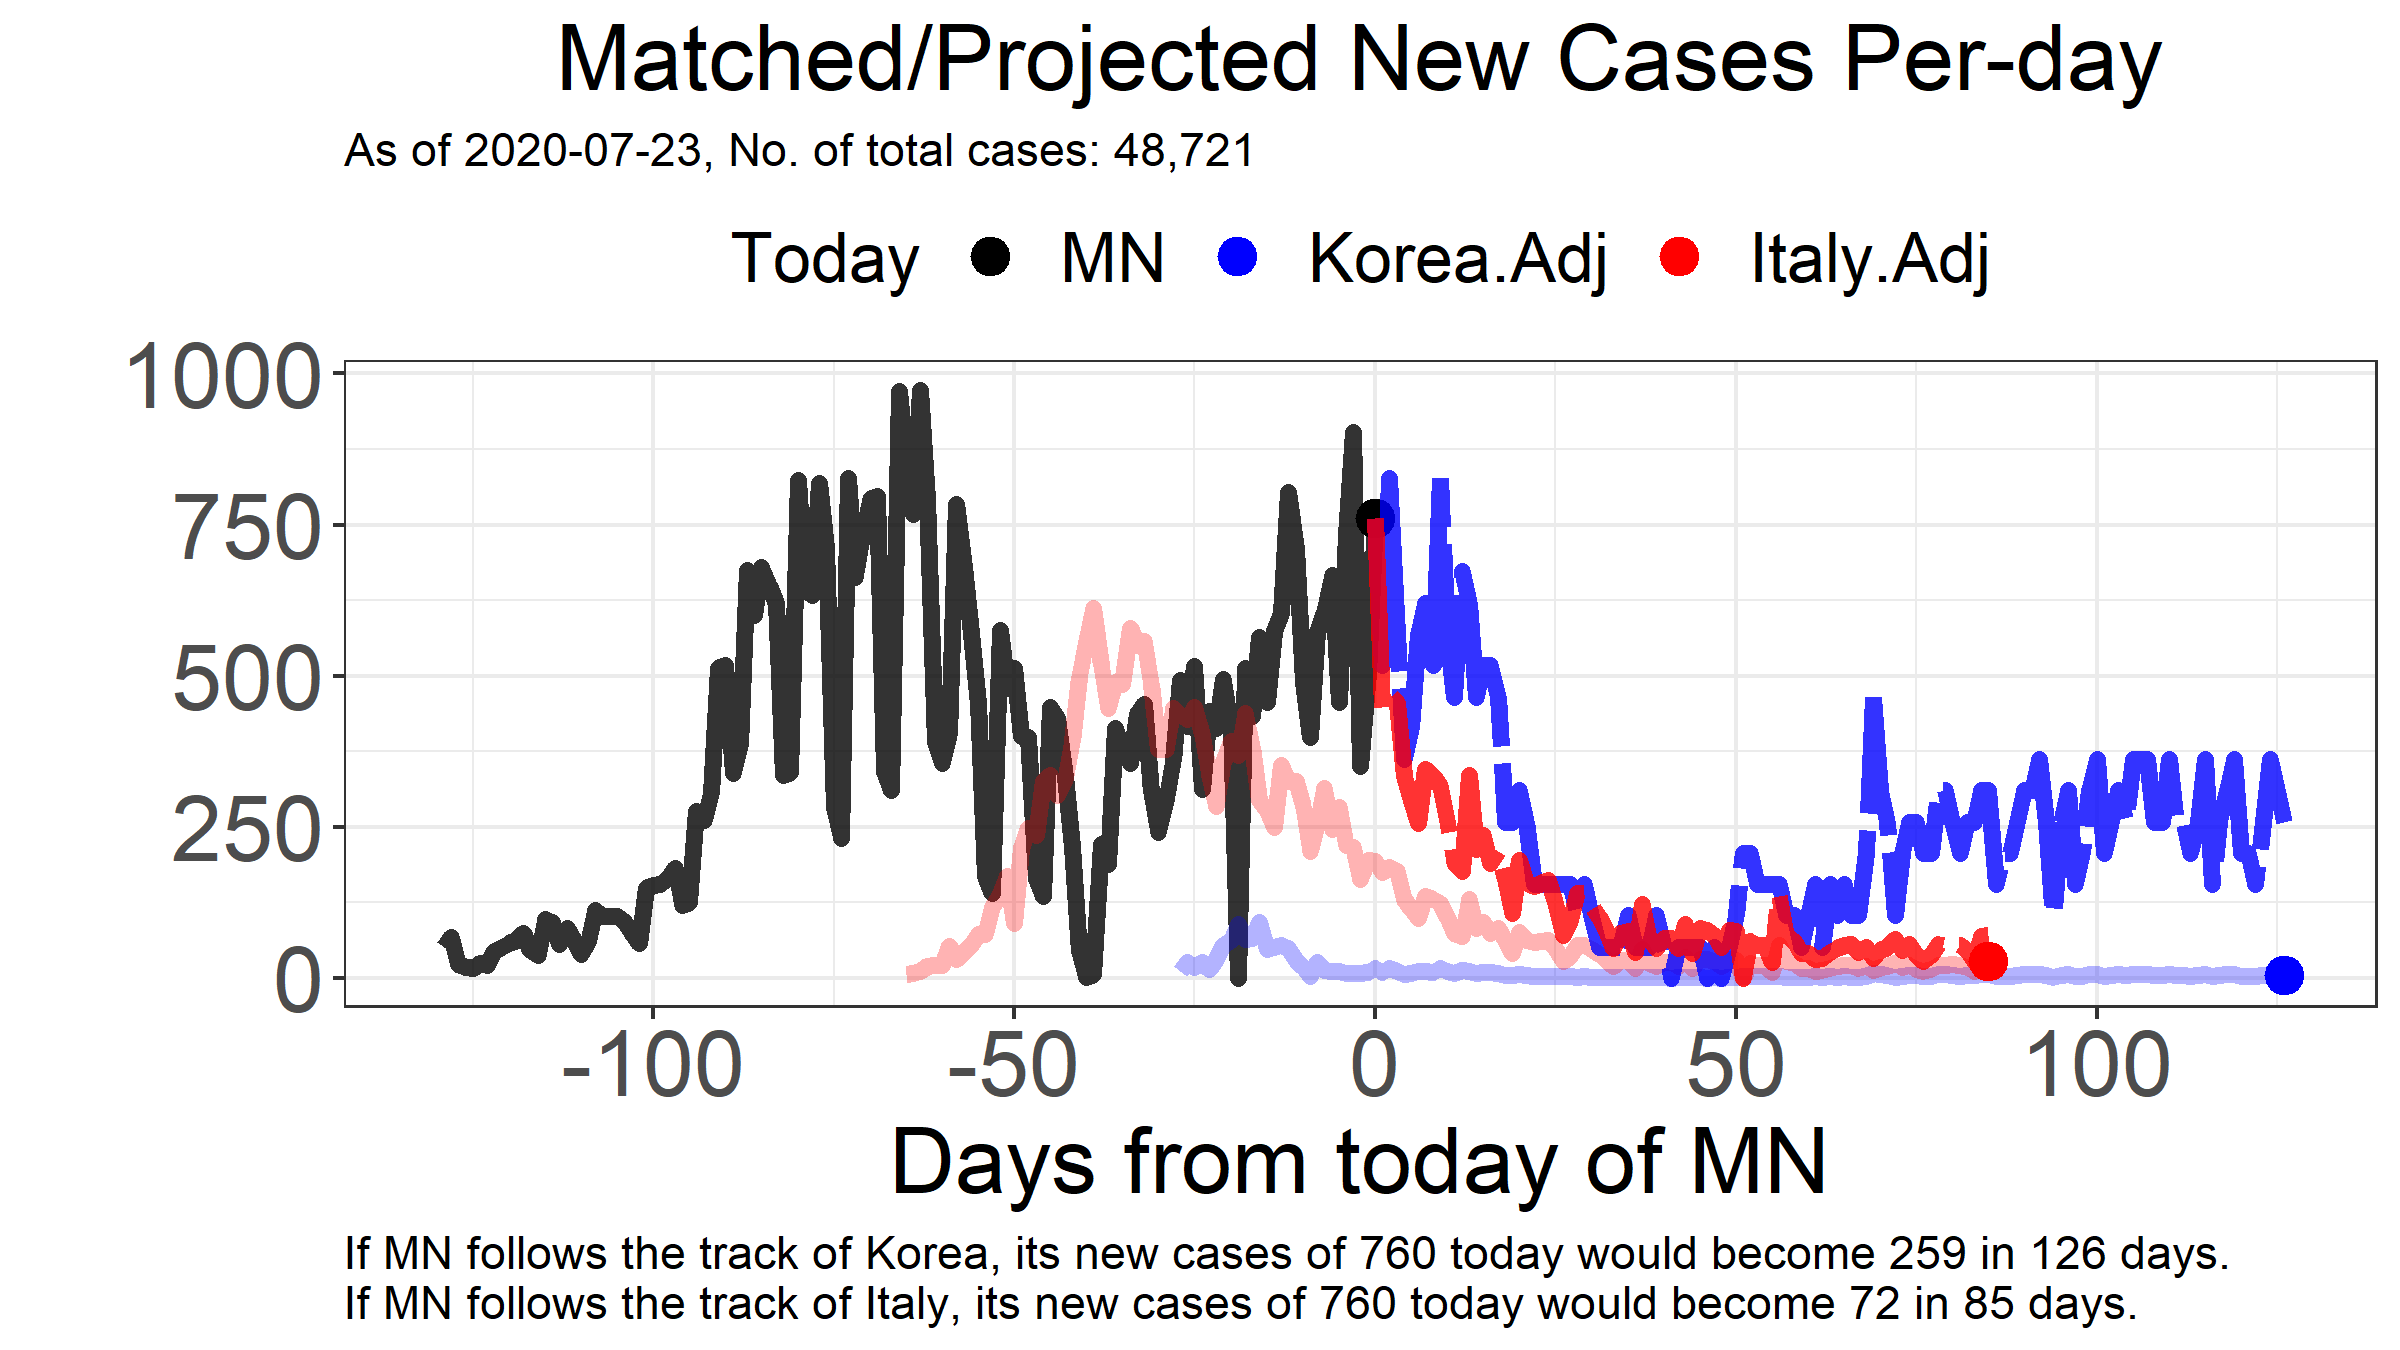 Matched/Projected New Cases Per-day
As of 2020-07-23, No. of total cases: 48,721
Today MN Korea.Adj Italy.Adj
1000
750
500
250
0
-100 -50 0 50 100
Days from today of MN
If MN follows the track of Korea, its new cases of 760 today would become 259 in 126 days.
If MN follows the track of Italy, its new cases of 760 today would become 72 in 85 days.